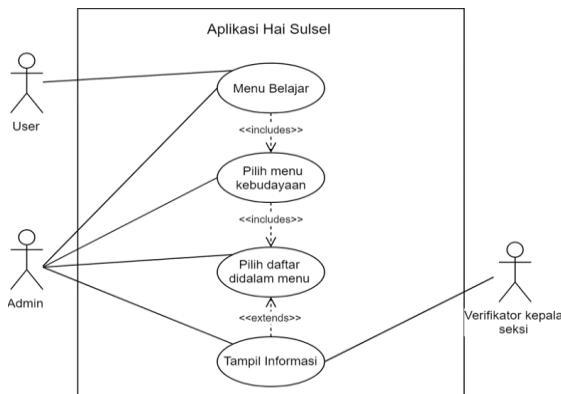 Aplikasi Hai Sulsel
User
Menu Belajar
<<includes>>
Pilih menu
kebudayaan
<<includes>>
Admin
Pilih daftar
didalam menu
<<extends>>
Verifikator kepala
seksi
Tampil Informasi